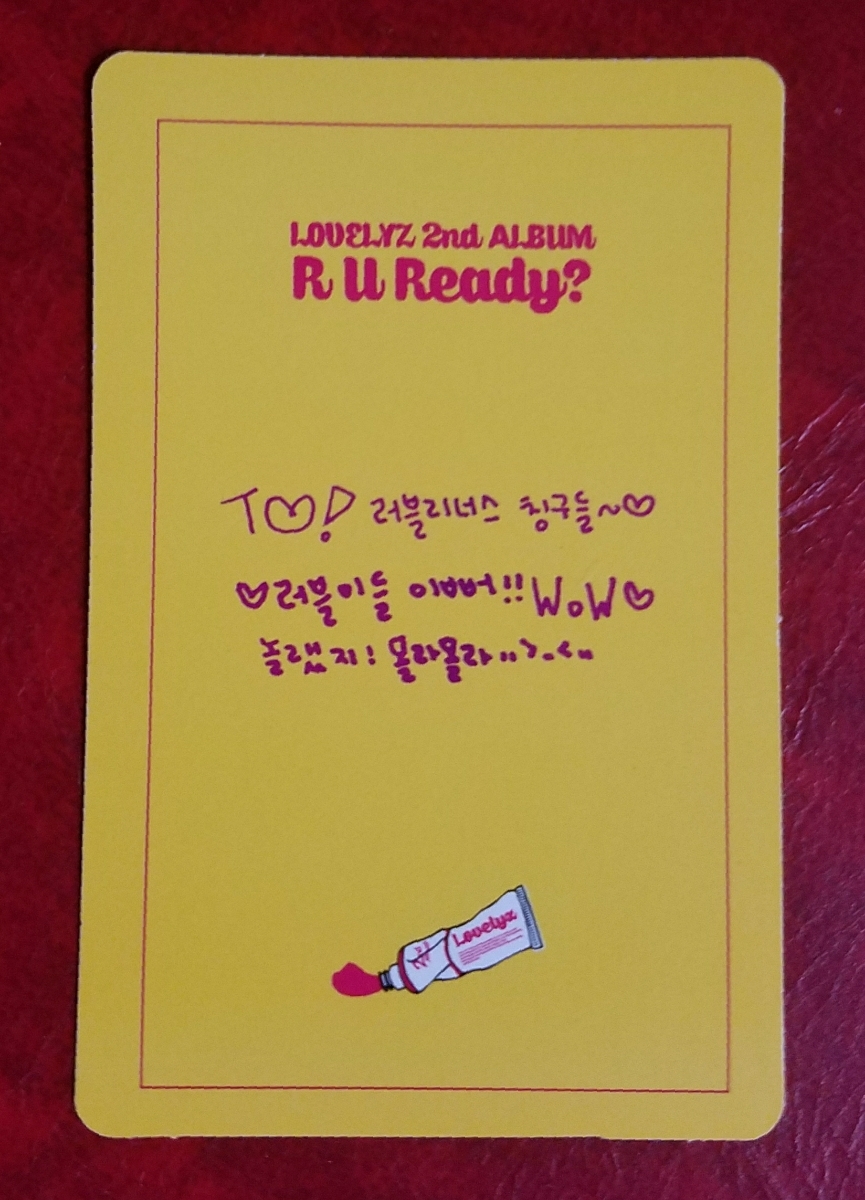 LOVELYZ 2nd ALBUM
R U Ready?
TO! 러블리너스 칭구들~♡
♡러블이들 이뻐!! WoW♡
놀랬지! 몰라몰라,,>.<,,
Lovelyz